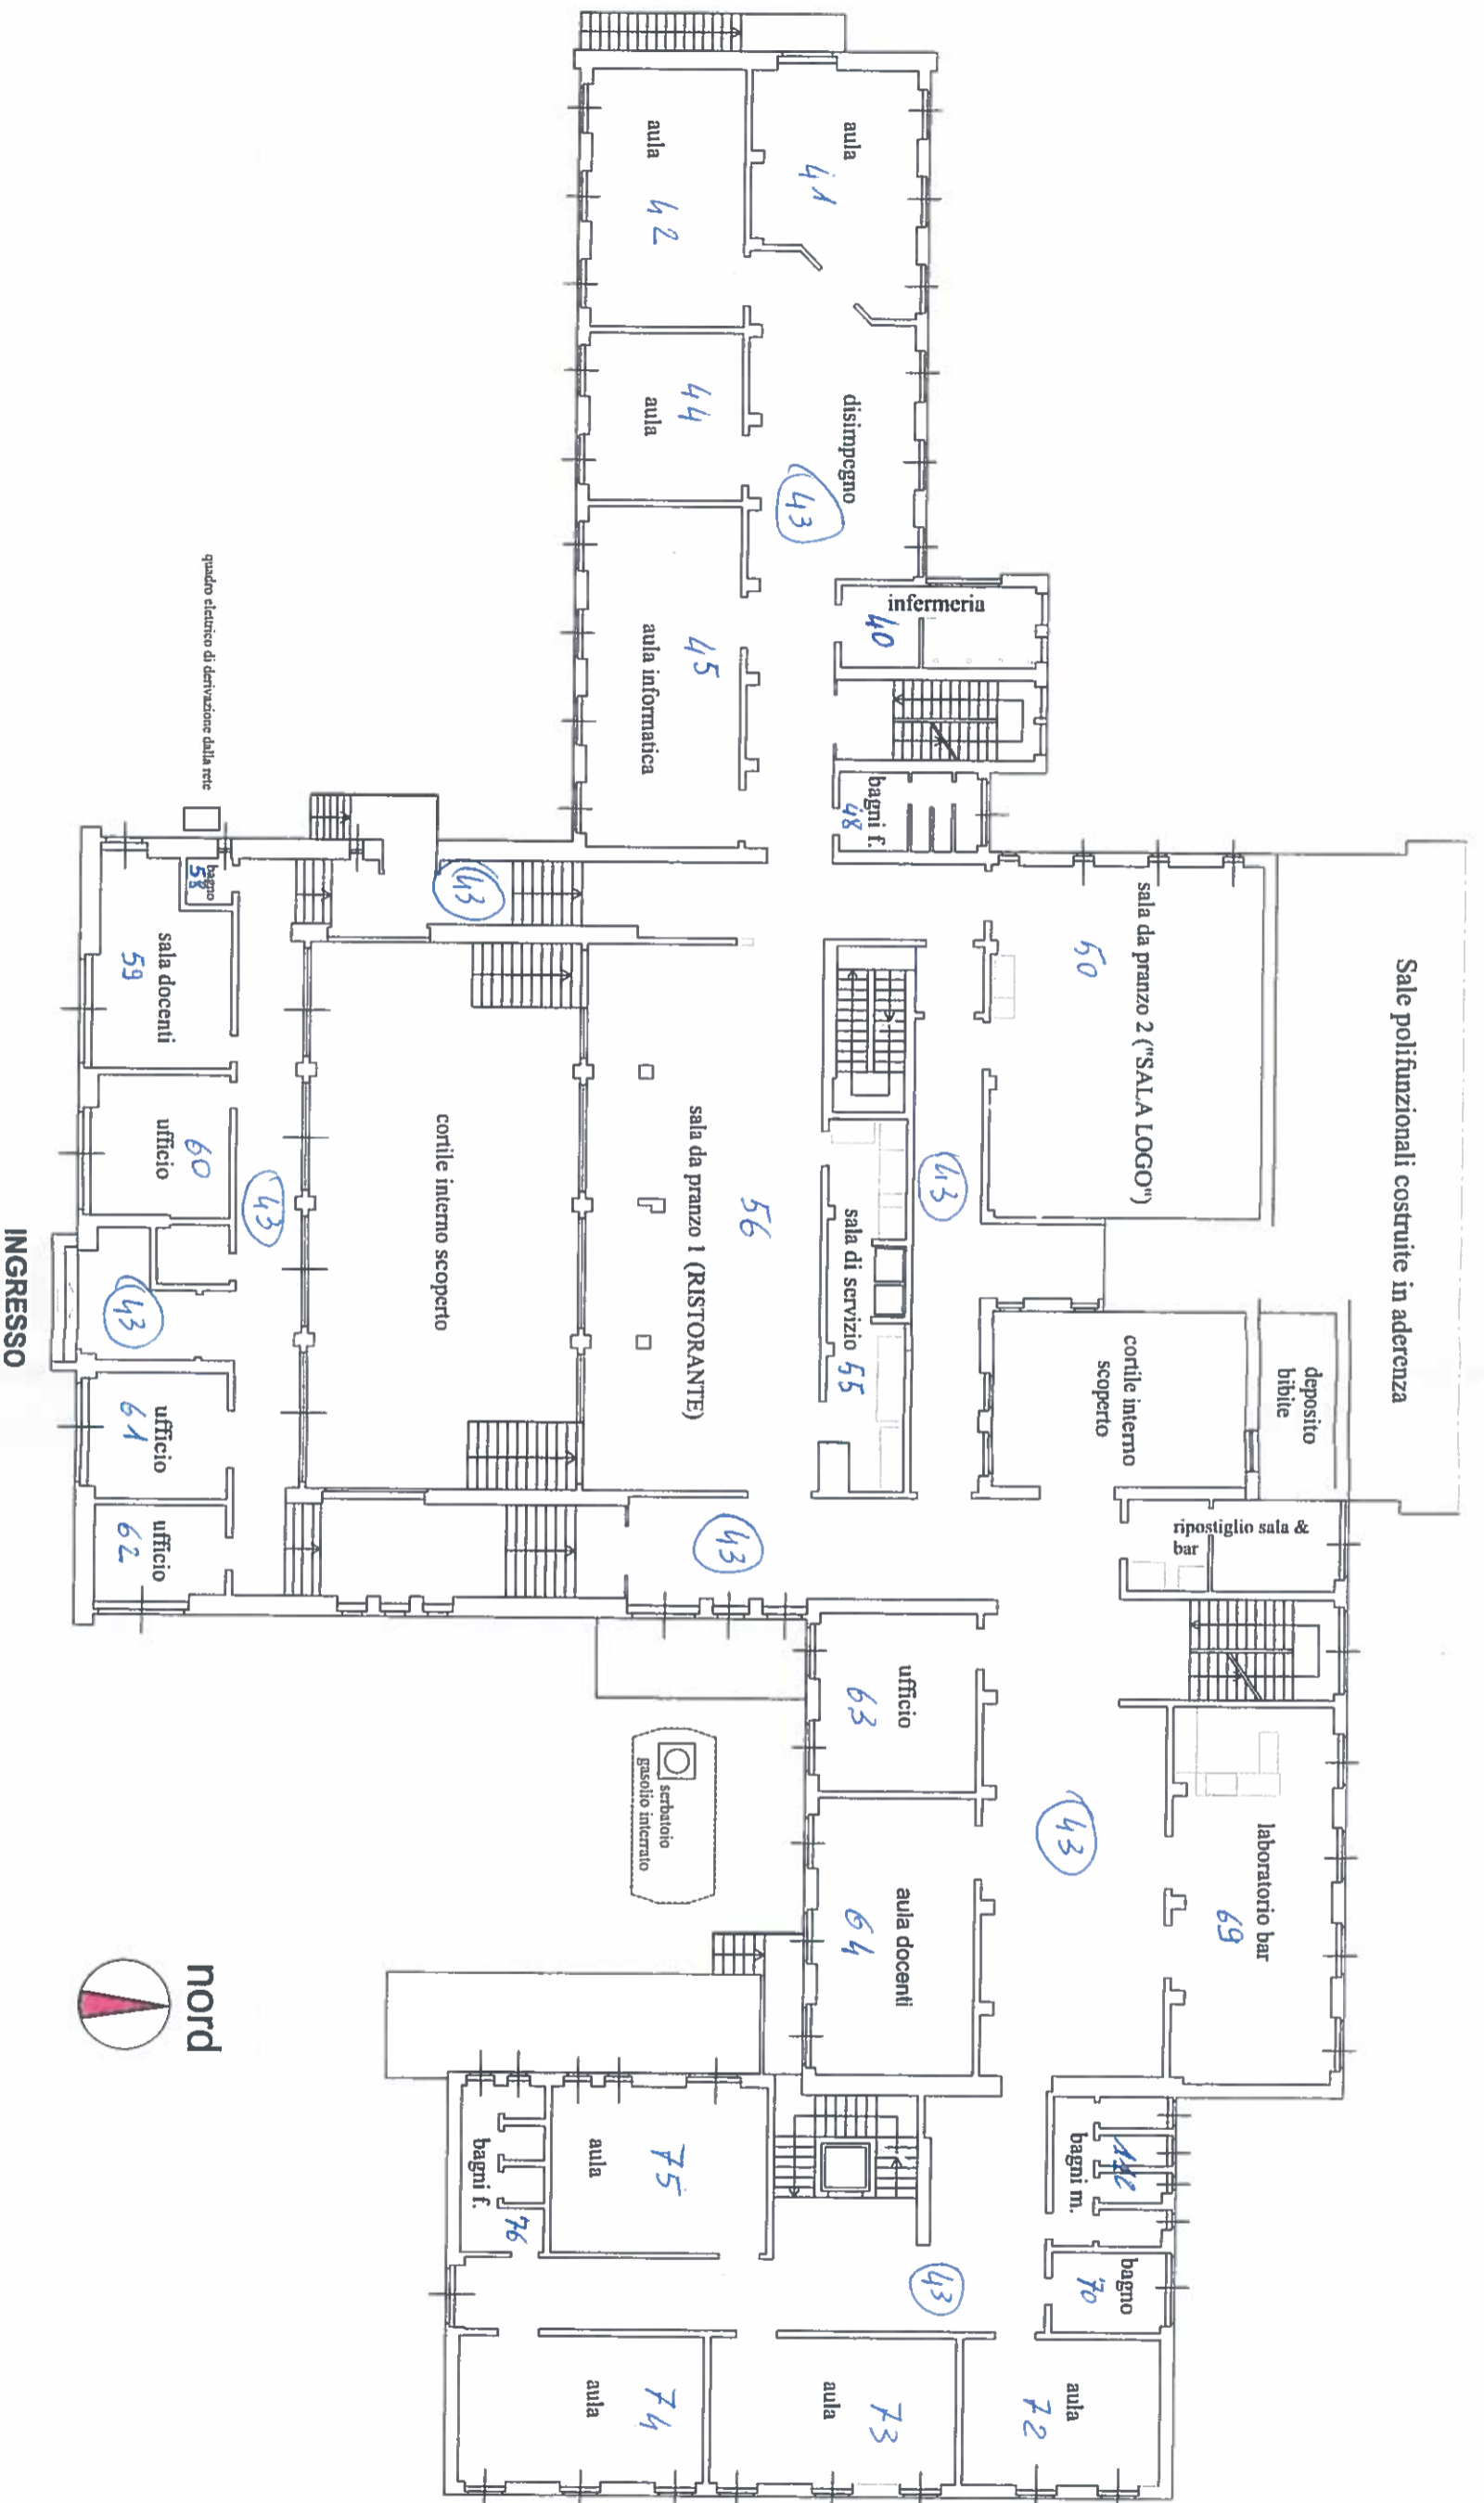 Sale polifunzionali costruite in aderenza
deposito
bibite
cortile interno
scoperto
ripostiglio sala &
bar
sala da pranzo 2 ("SALA LOGO")
50
infermeria
40
bagni f.
48
aula
41
aula
42
disimpegno
43
44
aula
45
aula informatica
43
sala di servizio 55
56
sala da pranzo 1 (RISTORANTE)
43
43
cortile interno scoperto
quadro elettrico di derivazione dalla rete
bagno
58
sala docenti
59
60
ufficio
43
43
ufficio
61
ufficio
62
INGRESSO
laboratorio bar
69
43
ufficio
63
aula docenti
64
serbatoio
gasolio interrato
bagni m.
bagno
70
43
aula
72
73
aula
74
aula
75
aula
76
bagni f.
nord